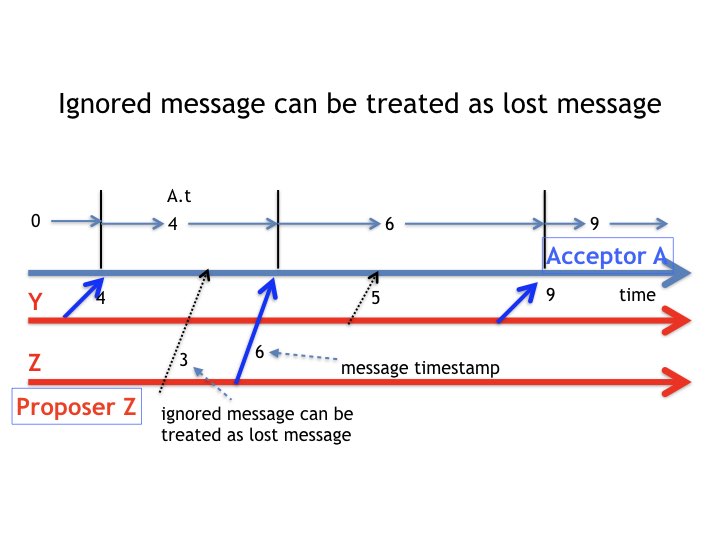 Ignored message can be treated as lost message
A.t
0 4 6 9
Acceptor A
Y 4 5 9 time
Z 3 6
message timestamp
Proposer Z
ignored message can be
treated as lost message